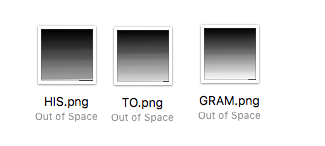 HIS.png TO.png GRAM.png
Out of Space Out of Space Out of Space